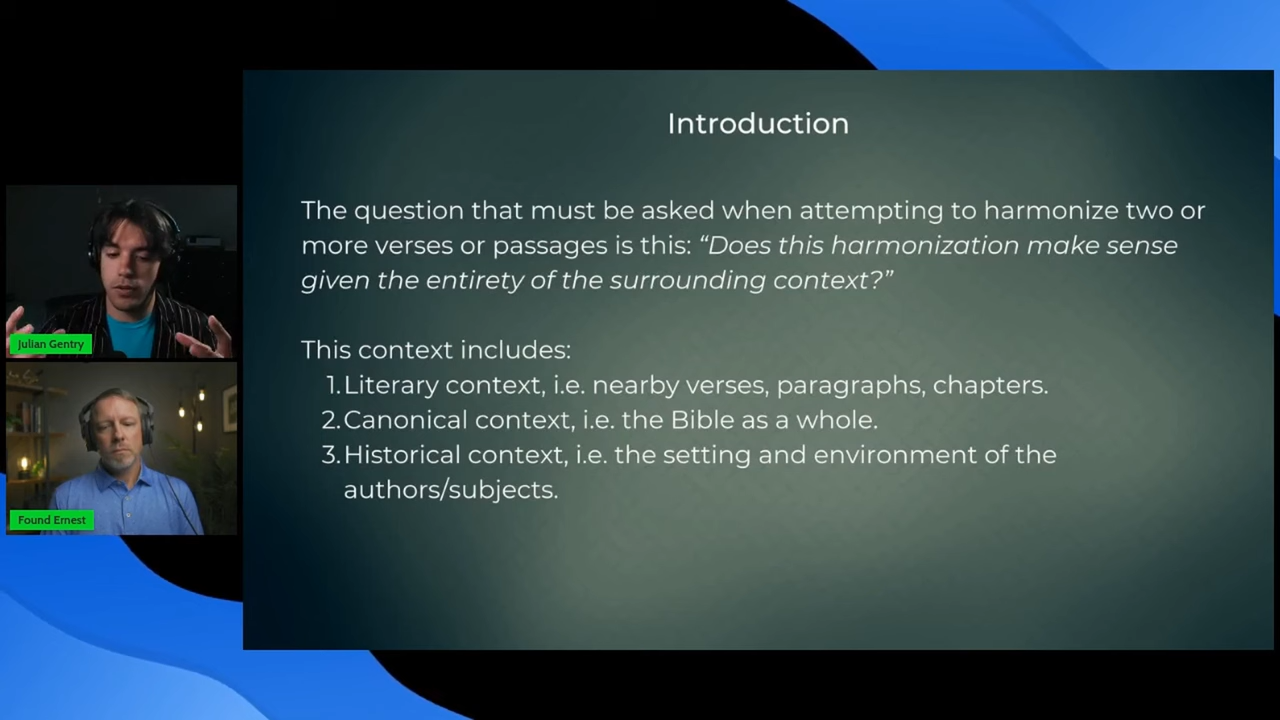 Introduction
The question that must be asked when attempting to harmonize two or
more verses or passages is this: “Does this harmonization make sense
given the entirety of the surrounding context?”
This context includes:
1. Literary context, i.e. nearby verses, paragraphs, chapters.
2. Canonical context, i.e. the Bible as a whole.
3. Historical context, i.e. the setting and environment of the
authors/subjects.
Julian Gentry
Found Ernest